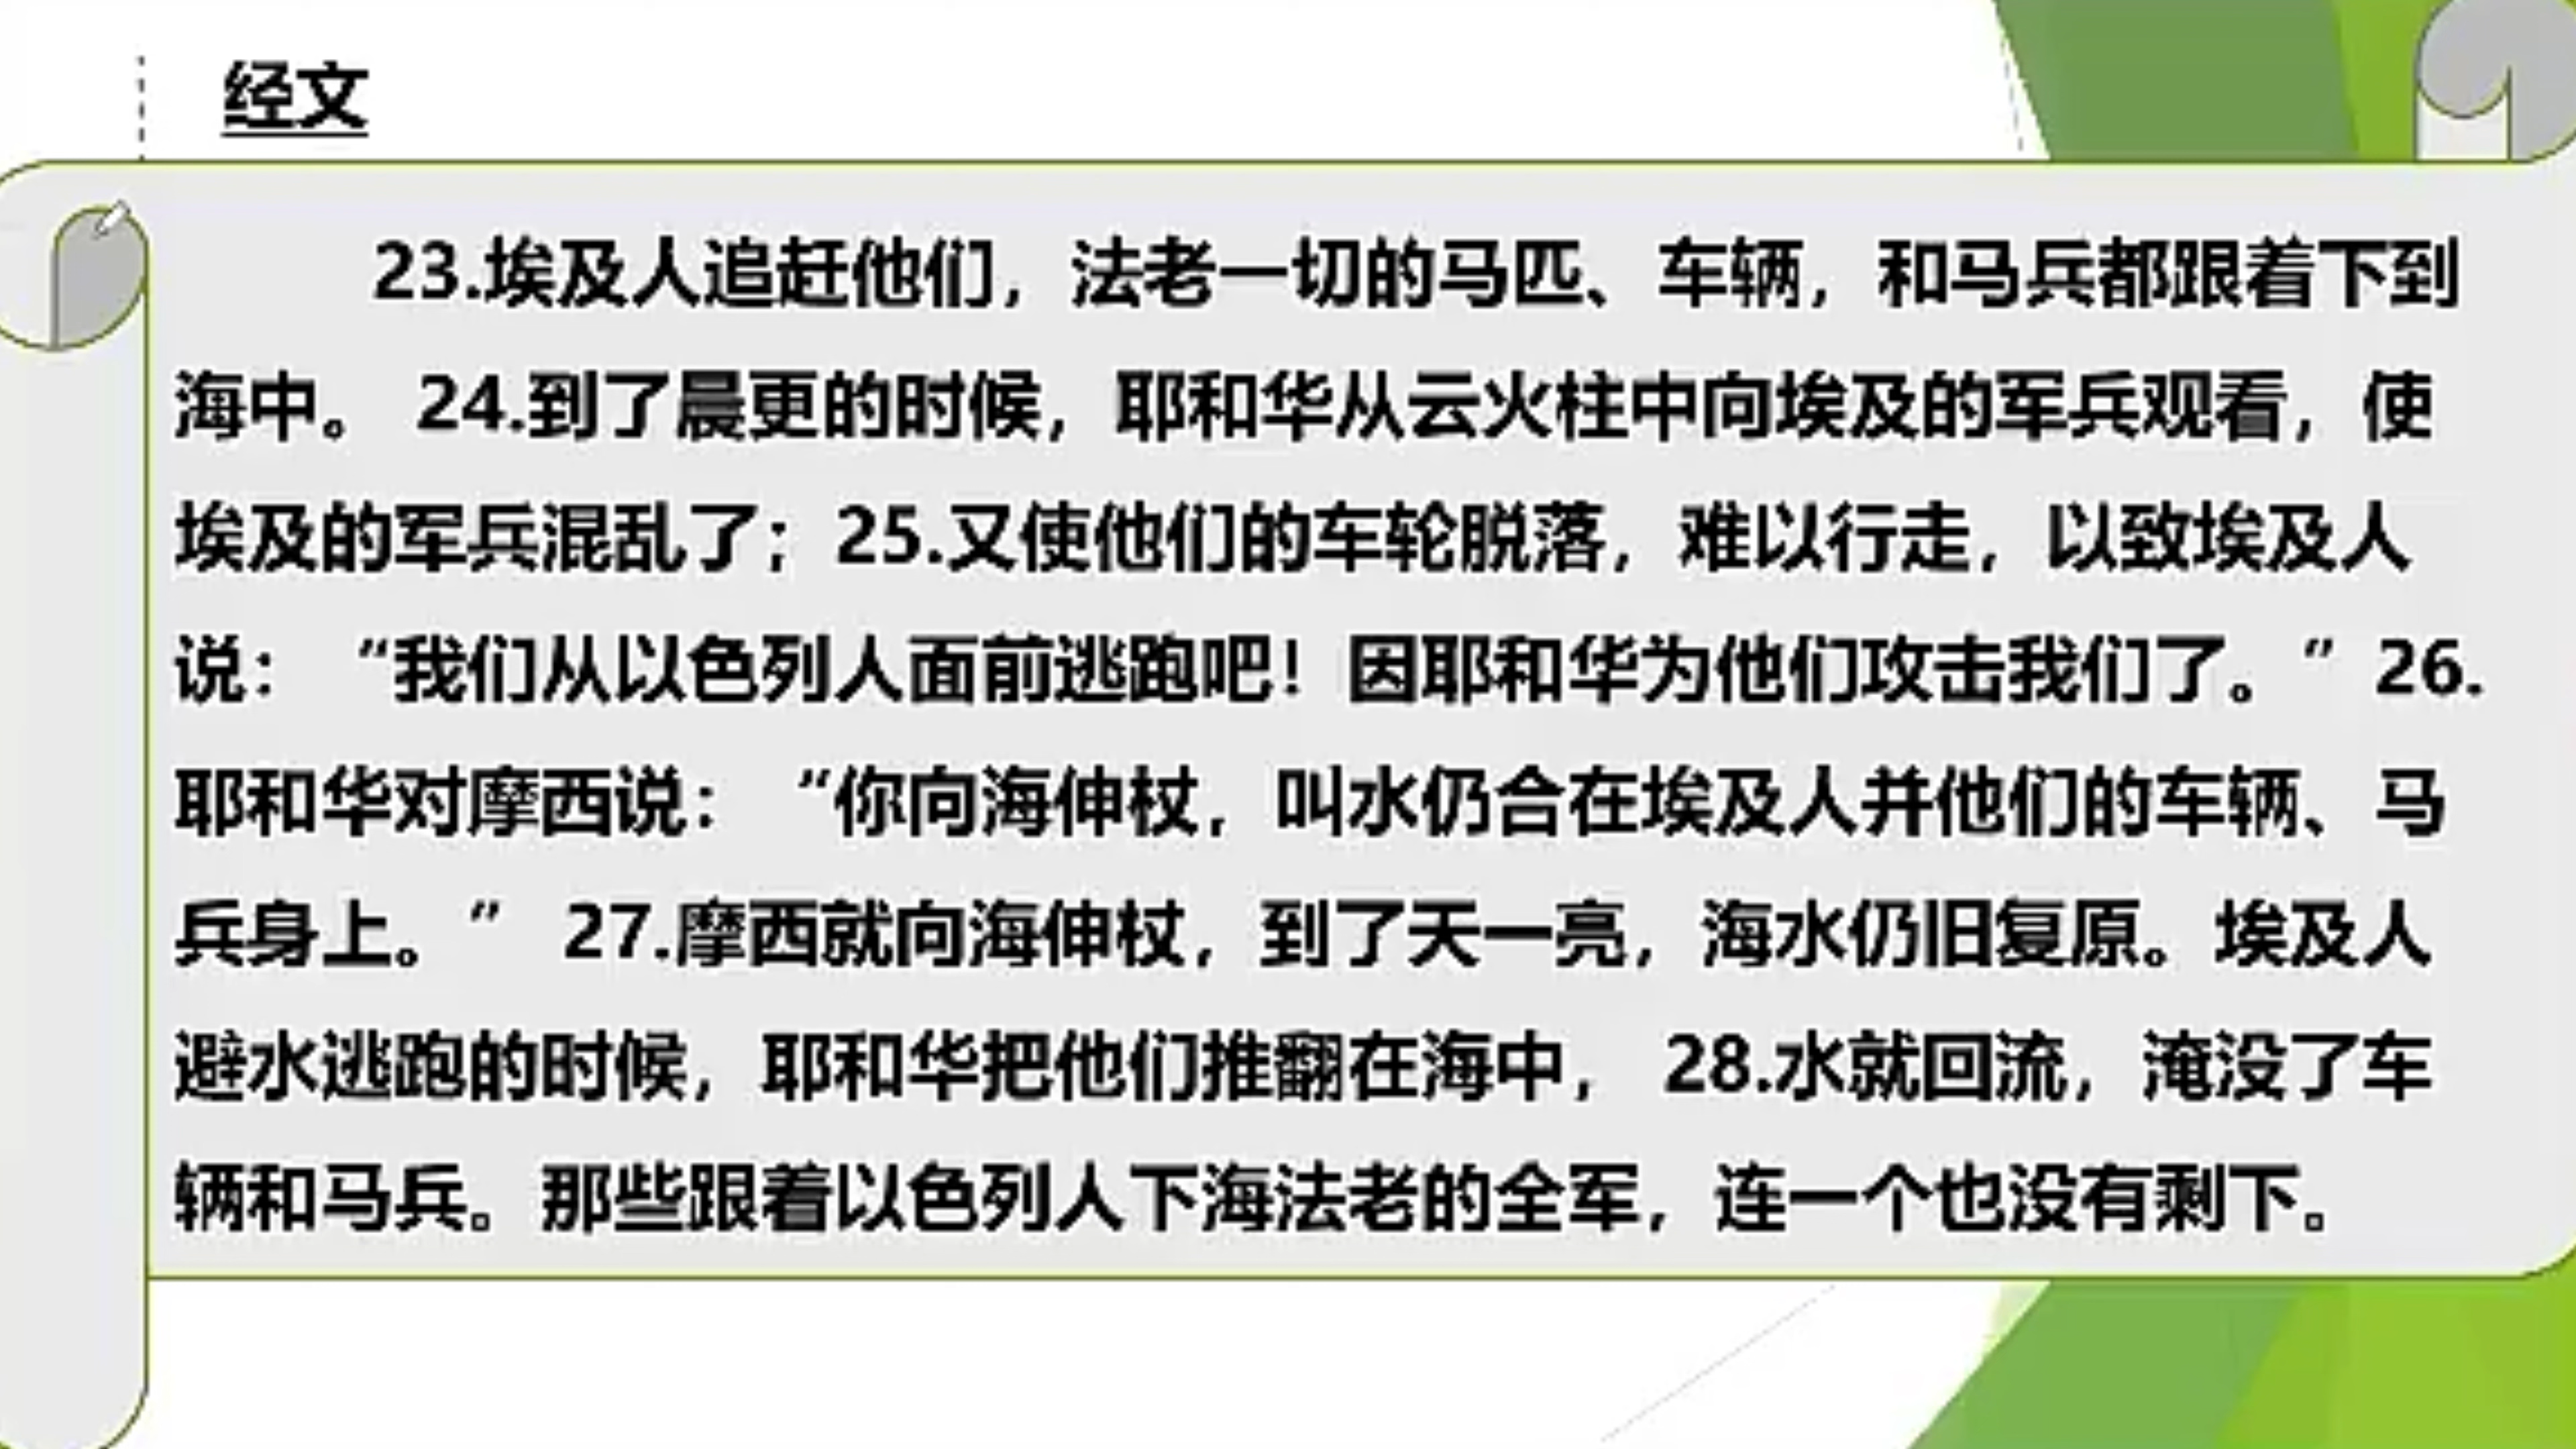 经文
23.埃及人追赶他们，法老一切的马匹、车辆，和马兵都跟着下到
海中。 24.到了晨更的时候，耶和华从云火柱中向埃及的军兵观看，使
埃及的军兵混乱了；25.又使他们的车轮脱落，难以行走，以致埃及人
说：“我们从以色列人面前逃跑吧！因耶和华为他们攻击我们了。” 26.
耶和华对摩西说：“你向海伸杖，叫水仍合在埃及人并他们的车辆、马
兵身上。” 27.摩西就向海伸杖，到了天一亮，海水仍旧复原。埃及人
避水逃跑的时候，耶和华把他们推翻在海中， 28.水就回流，淹没了车
辆和马兵。那些跟着以色列人下海法老的全军，连一个也没有剩下。